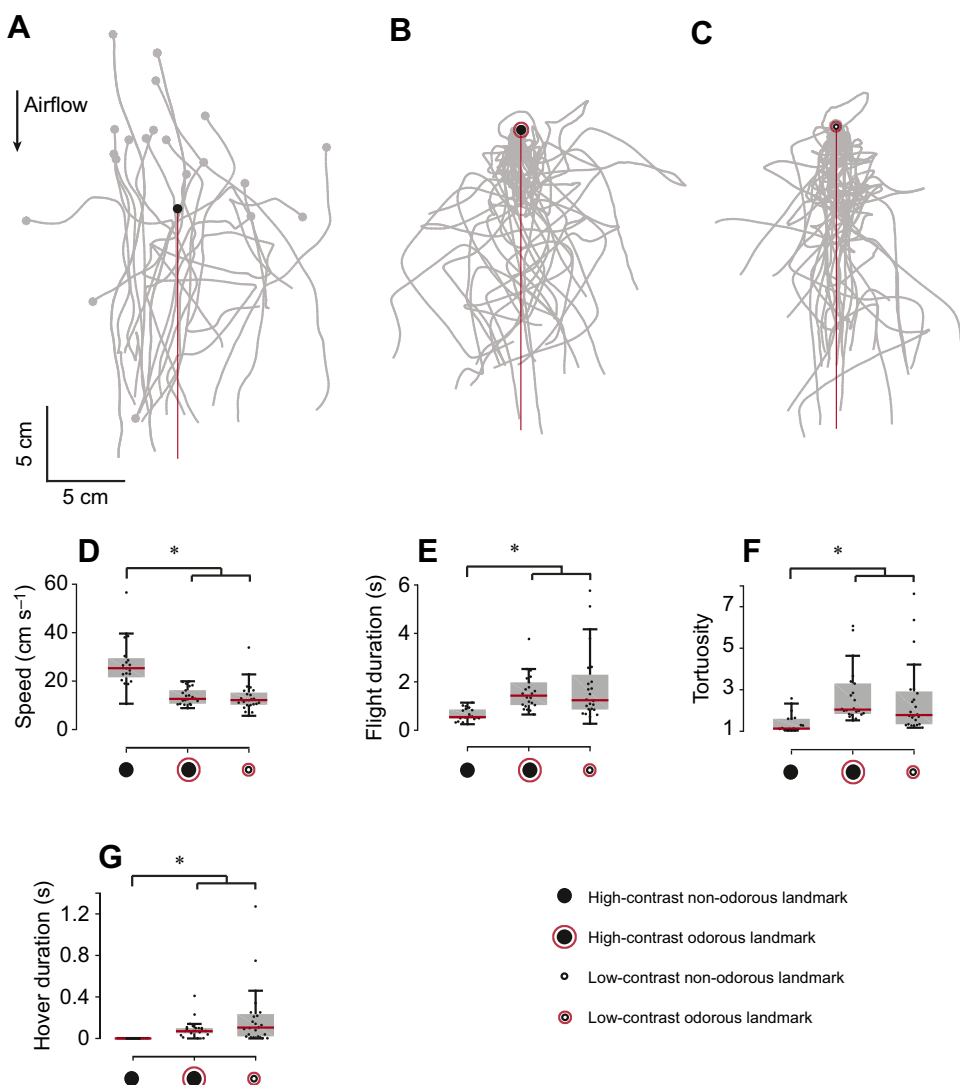 A
B
C
Airflow
5 cm
5 cm
D
*
Speed (cm s⁻¹)
60
40
20
0
E
*
Flight duration (s)
6
4
2
0
F
*
Tortuosity
7
5
3
1
G
*
Hover duration (s)
1.2
0.8
0.4
0
High-contrast non-odorous landmark
High-contrast odorous landmark
Low-contrast non-odorous landmark
Low-contrast odorous landmark